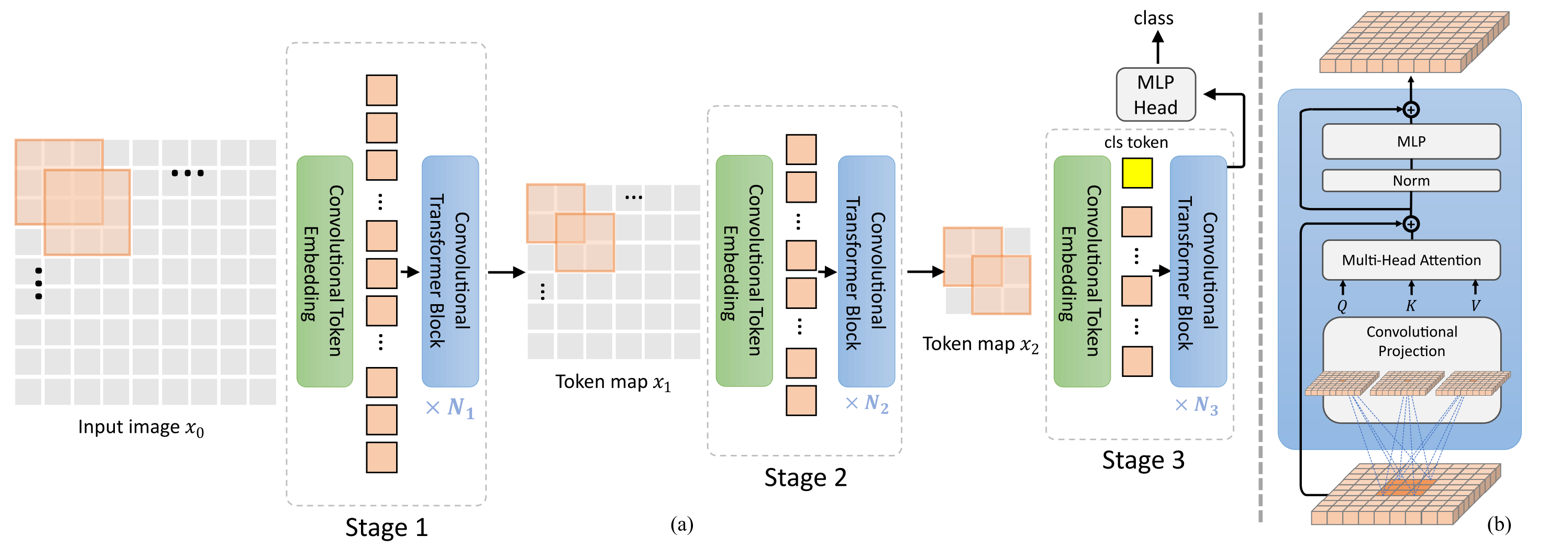 Input image x₀
Convolutional Token
Embedding
Convolutional
Transformer Block
× N₁
Stage 1
Token map x₁
Convolutional Token
Embedding
Convolutional
Transformer Block
× N₂
Stage 2
Token map x₂
class
MLP
Head
cls token
Convolutional Token
Embedding
Convolutional
Transformer Block
× N₃
Stage 3
(a)
MLP
Norm
Multi-Head Attention
Q K V
Convolutional
Projection
(b)